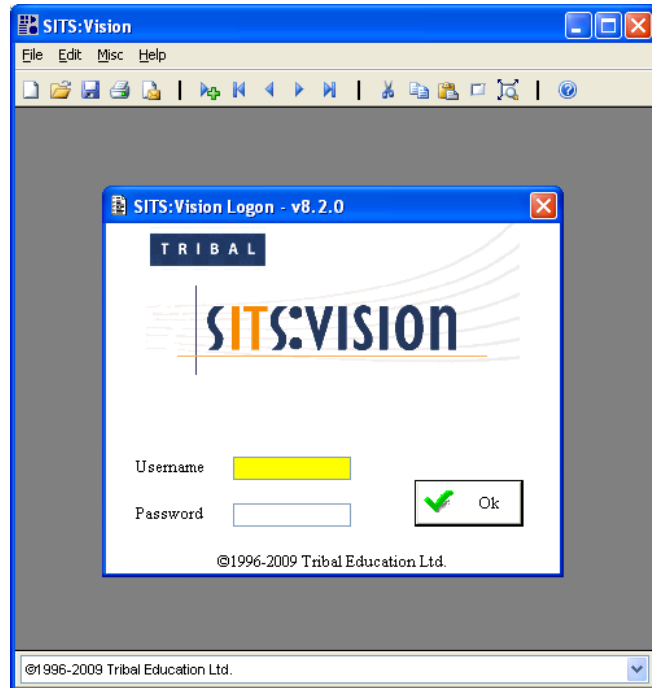 SITS:Vision
File Edit Misc Help
SITS:Vision Logon - v8.2.0
TRIBAL
SITS:VISION
Username
Password
Ok
©1996-2009 Tribal Education Ltd.
©1996-2009 Tribal Education Ltd.